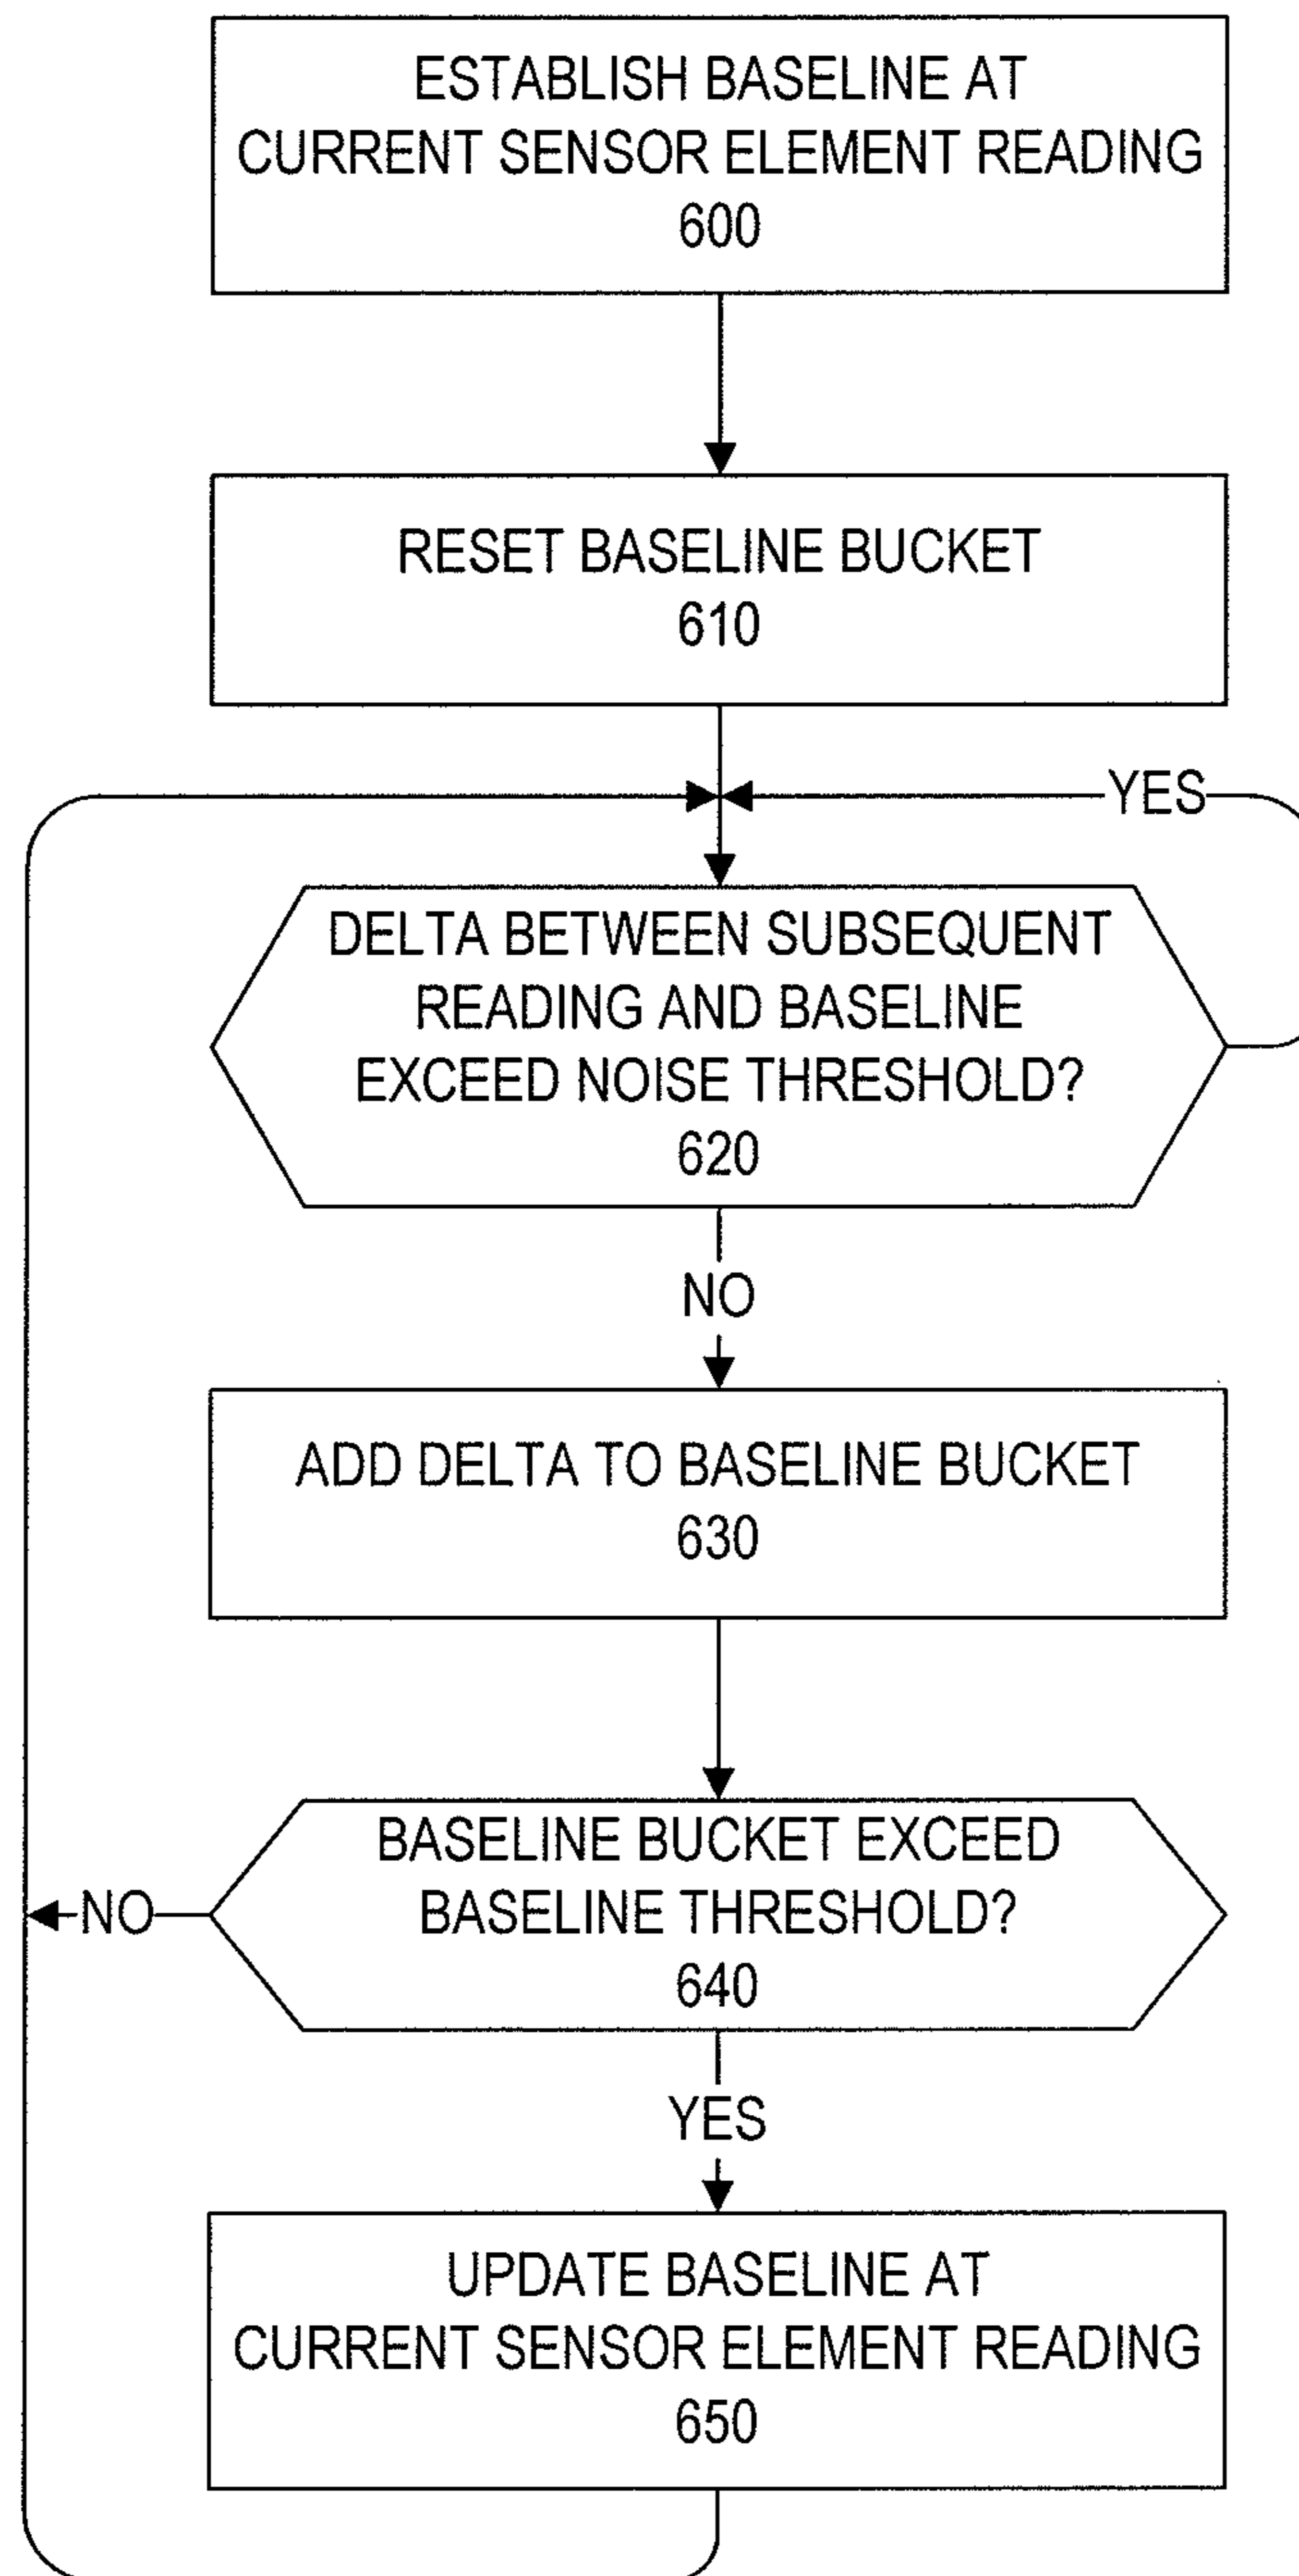 ESTABLISH BASELINE AT
CURRENT SENSOR ELEMENT READING
600
RESET BASELINE BUCKET
610
YES
DELTA BETWEEN SUBSEQUENT
READING AND BASELINE
EXCEED NOISE THRESHOLD?
620
NO
ADD DELTA TO BASELINE BUCKET
630
BASELINE BUCKET EXCEED
BASELINE THRESHOLD?
640
NO
YES
UPDATE BASELINE AT
CURRENT SENSOR ELEMENT READING
650